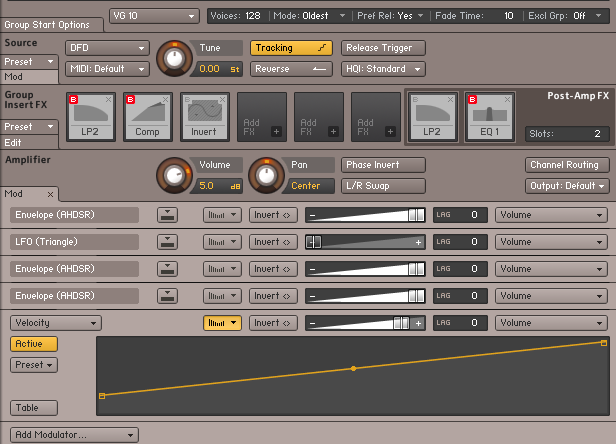 VG 10 Voices: 128 Mode: Oldest Pref Rel: Yes Fade Time: 10 Excl Grp: Off
Group Start Options
Source DFD Tune Tracking Release Trigger
Preset MIDI: Default 0.00 st Reverse HQI: Standard
Mod
Group Insert FX B LP2 B Comp B Invert Add FX + Add FX + Add FX + B LP2 B EQ 1 Post-Amp FX
Preset
Edit
Slots: 2
Amplifier Volume Pan Phase Invert Channel Routing
5.0 dB Center L/R Swap Output: Default
Mod x
Envelope (AHDSR) Invert <> − LAG 0 Volume
LFO (Triangle) Invert <> − + LAG 0 Volume
Envelope (AHDSR) Invert <> − LAG 0 Volume
Envelope (AHDSR) Invert <> − LAG 0 Volume
Velocity Invert <> − + LAG 0 Volume
Active
Preset
Table
Add Modulator...